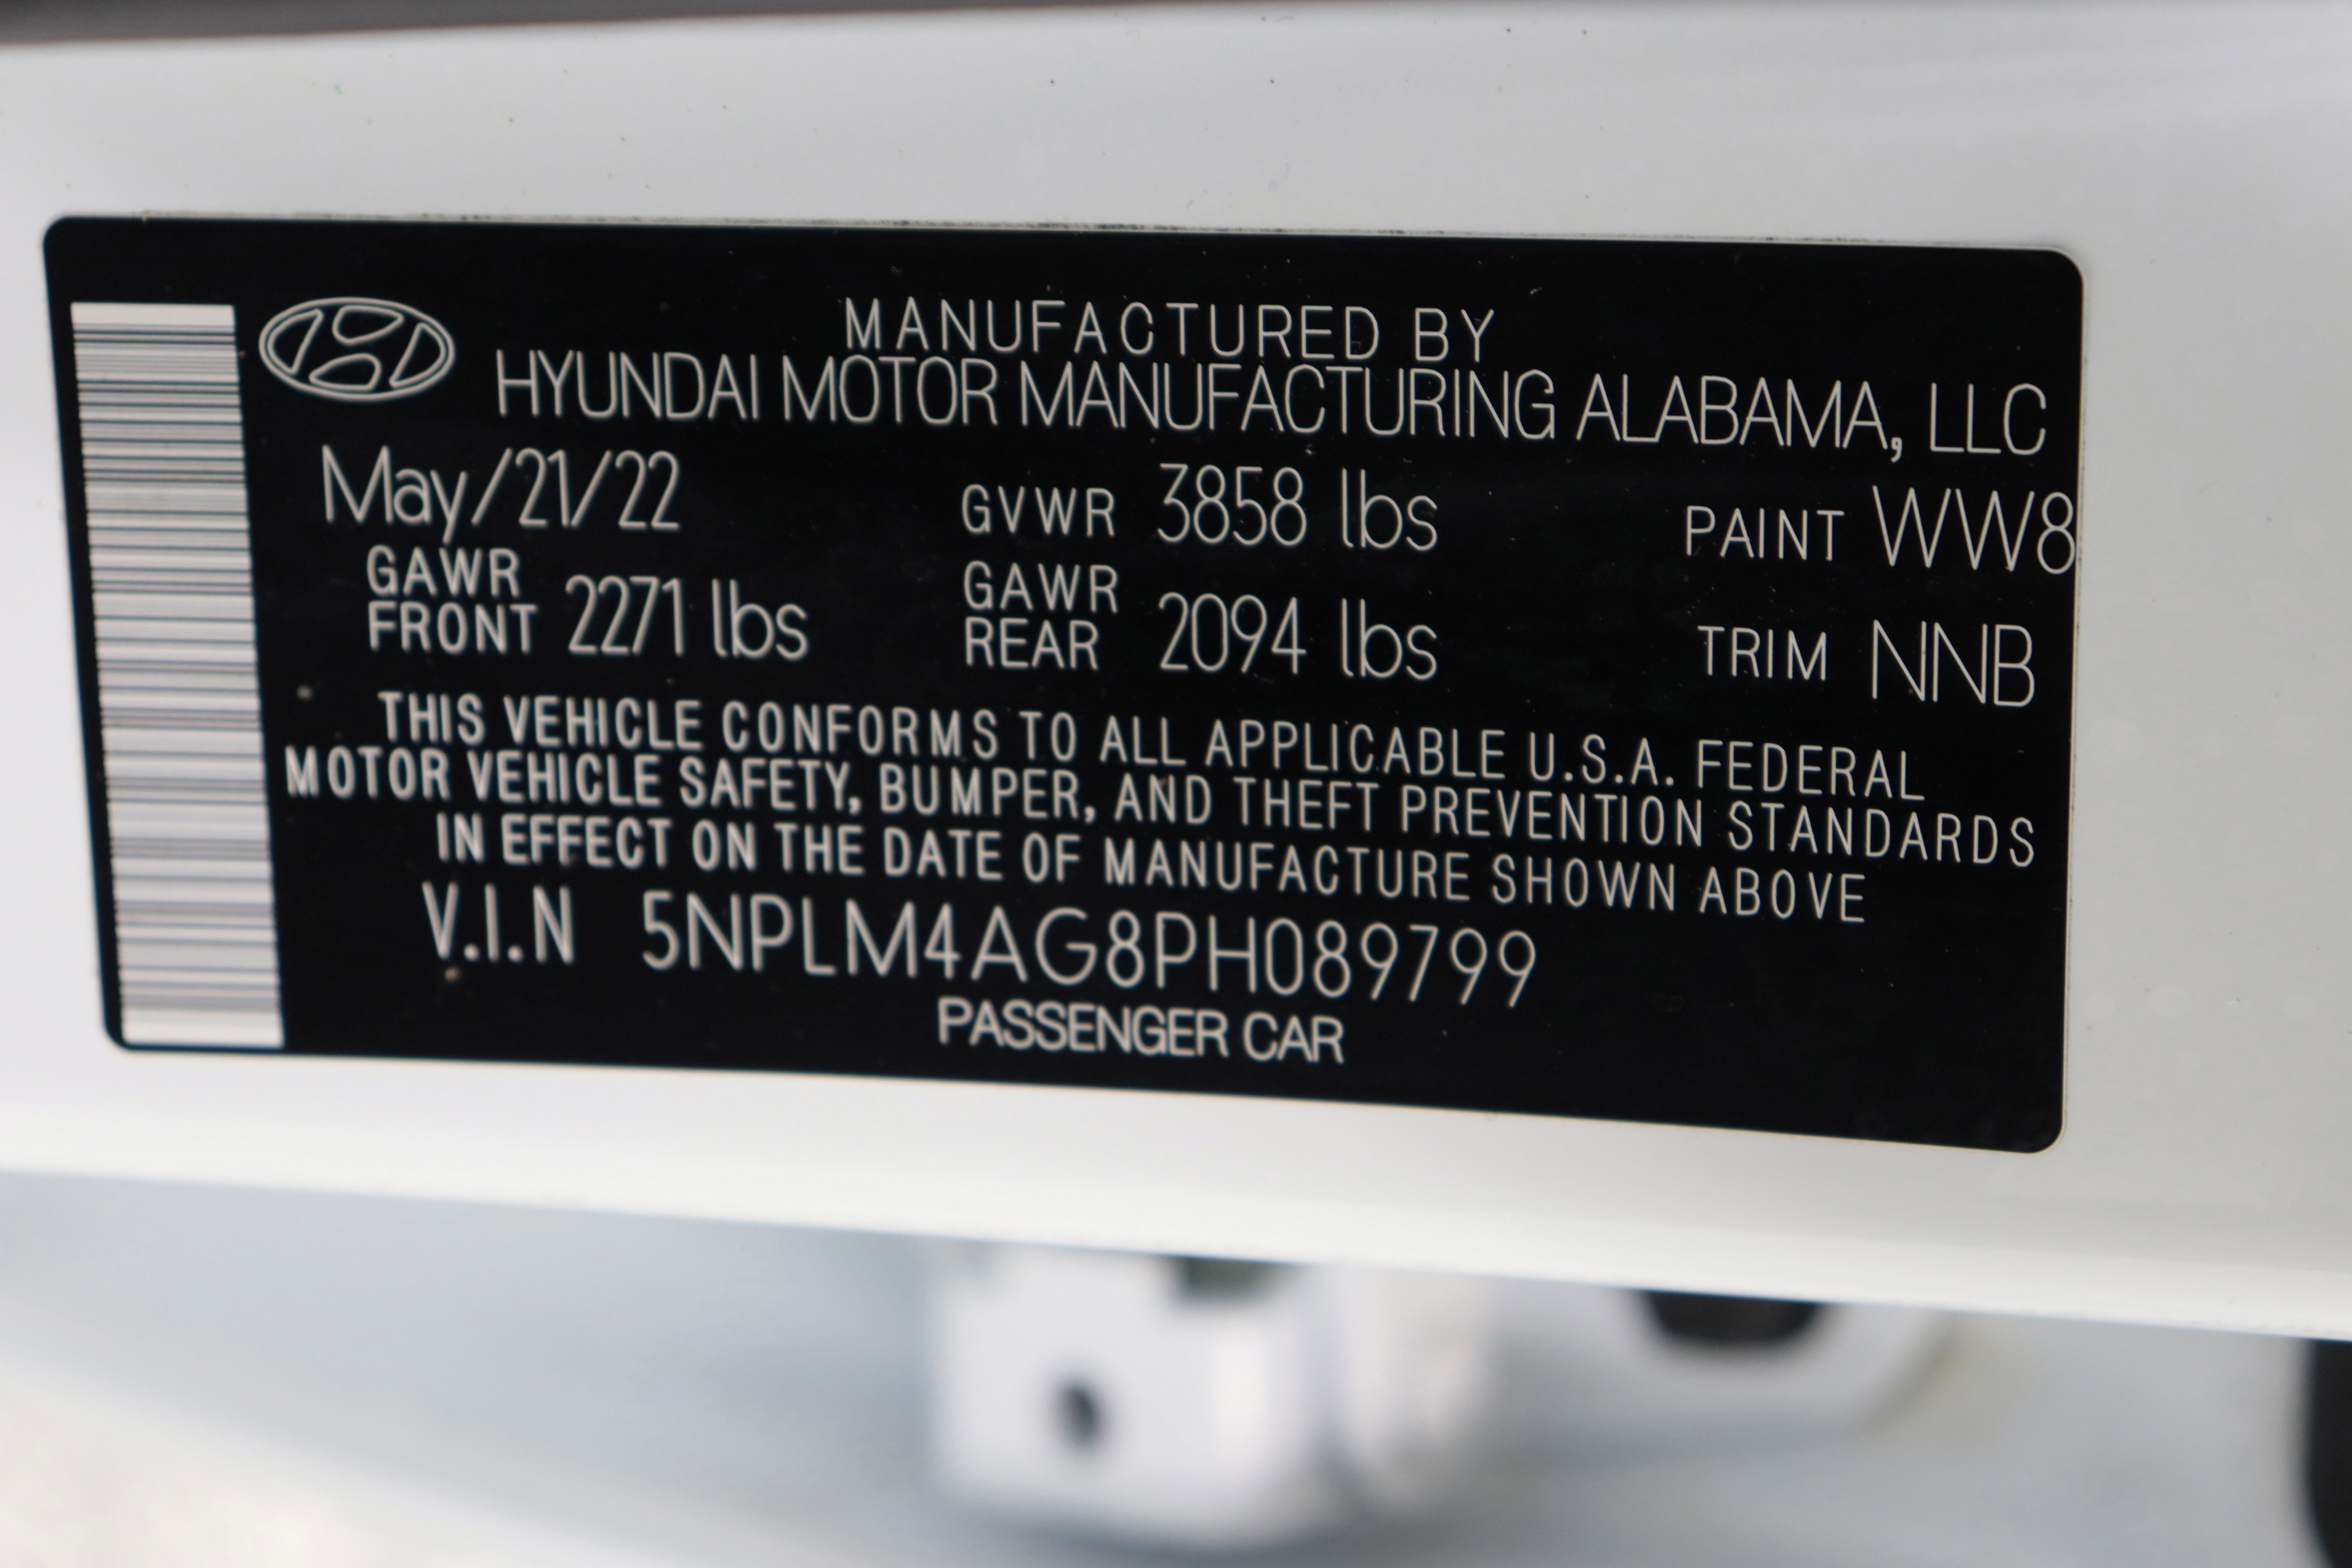 MANUFACTURED BY
HYUNDAI MOTOR MANUFACTURING ALABAMA, LLC
May/21/22 GVWR 3858 lbs PAINT WW8
GAWR FRONT 2271 lbs GAWR REAR 2094 lbs TRIM NNB
THIS VEHICLE CONFORMS TO ALL APPLICABLE U.S.A. FEDERAL
MOTOR VEHICLE SAFETY, BUMPER, AND THEFT PREVENTION STANDARDS
IN EFFECT ON THE DATE OF MANUFACTURE SHOWN ABOVE
V.I.N 5NPLM4AG8PH089799
PASSENGER CAR